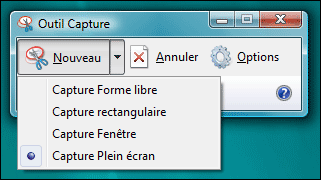 Outil Capture
Nouveau Annuler Options
Capture Forme libre
Capture rectangulaire
Capture Fenêtre
Capture Plein écran